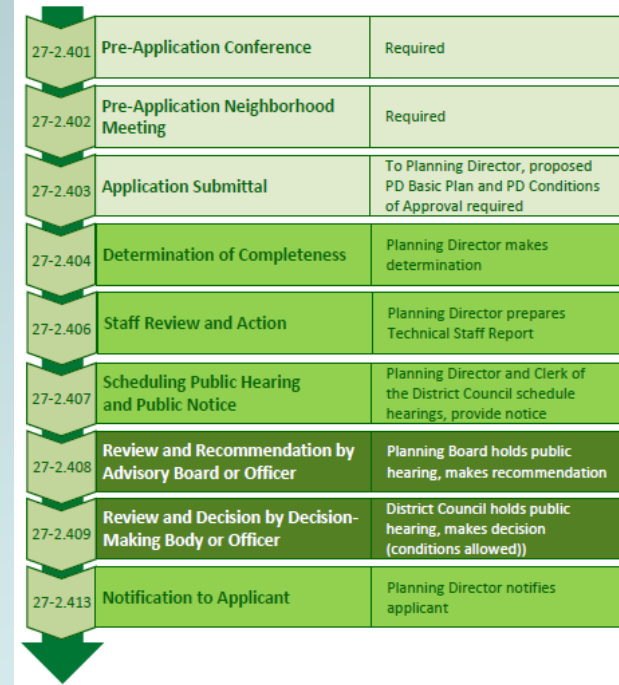 27-2.401
Pre-Application Conference
Required
27-2.402
Pre-Application Neighborhood
Meeting
Required
27-2.403
Application Submittal
To Planning Director, proposed
PD Basic Plan and PD Conditions
of Approval required
27-2.404
Determination of Completeness
Planning Director makes
determination
27-2.406
Staff Review and Action
Planning Director prepares
Technical Staff Report
27-2.407
Scheduling Public Hearing
and Public Notice
Planning Director and Clerk of
the District Council schedule
hearings, provide notice
27-2.408
Review and Recommendation by
Advisory Board or Officer
Planning Board holds public
hearing, makes recommendation
27-2.409
Review and Decision by Decision-
Making Body or Officer
District Council holds public
hearing, makes decision
(conditions allowed))
27-2.413
Notification to Applicant
Planning Director notifies
applicant